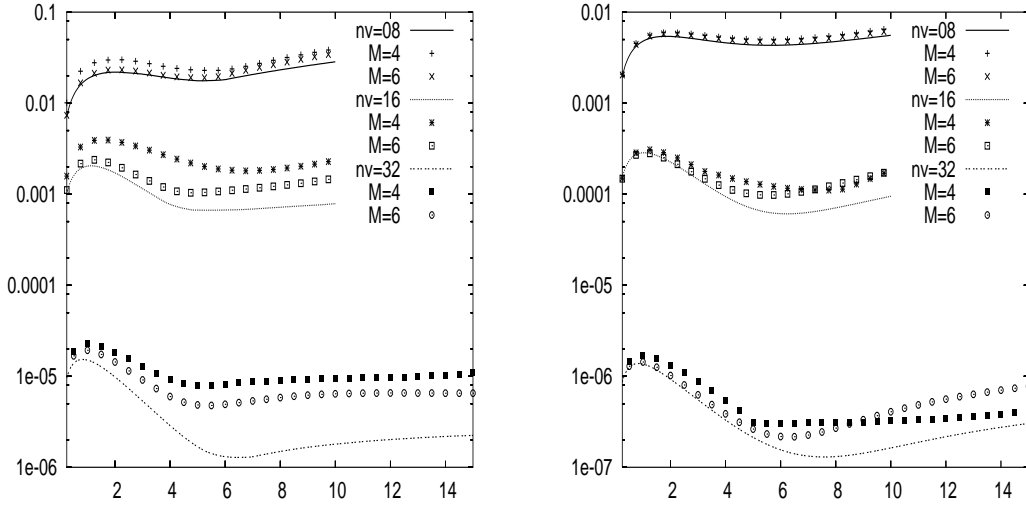 0.1
0.01
0.001
0.0001
1e-05
1e-06
2 4 6 8 10 12 14
nv=08
M=4
M=6
nv=16
M=4
M=6
nv=32
M=4
M=6
0.01
0.001
0.0001
1e-05
1e-06
1e-07
2 4 6 8 10 12 14
nv=08
M=4
M=6
nv=16
M=4
M=6
nv=32
M=4
M=6